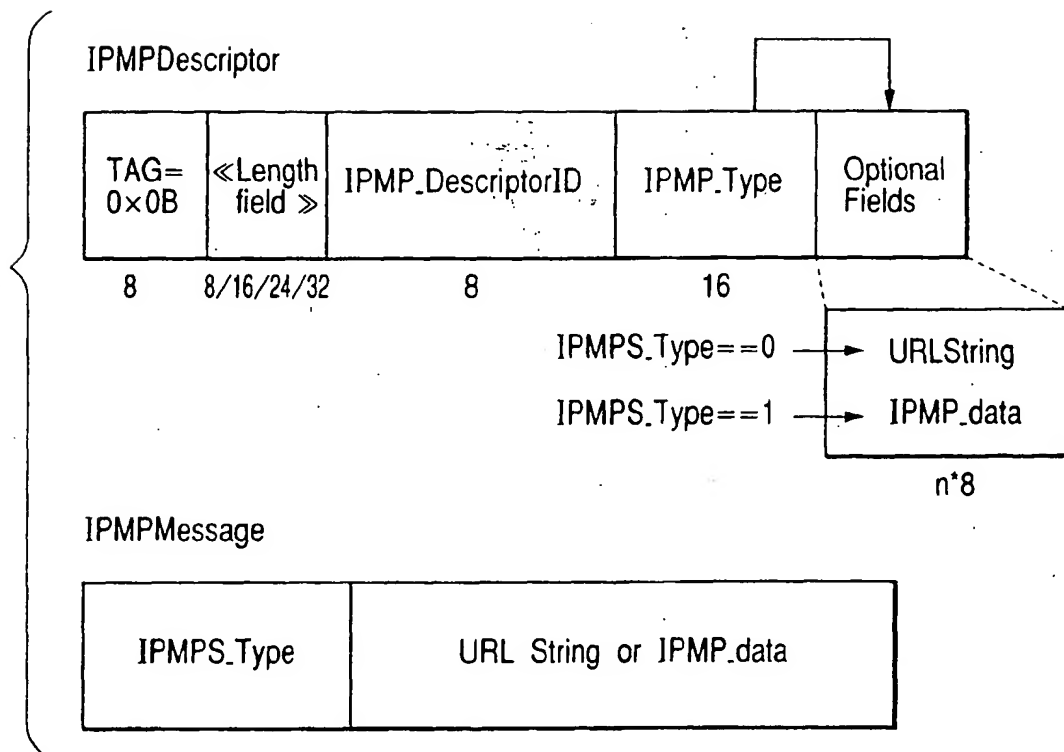 IPMPDescriptor
TAG=
0×0B
≪Length
field ≫
IPMP_DescriptorID
IPMP_Type
Optional
Fields
8
8/16/24/32
8
16
IPMPS_Type==0
URLString
IPMPS_Type==1
IPMP_data
n*8
IPMPMessage
IPMPS_Type
URL String or IPMP_data